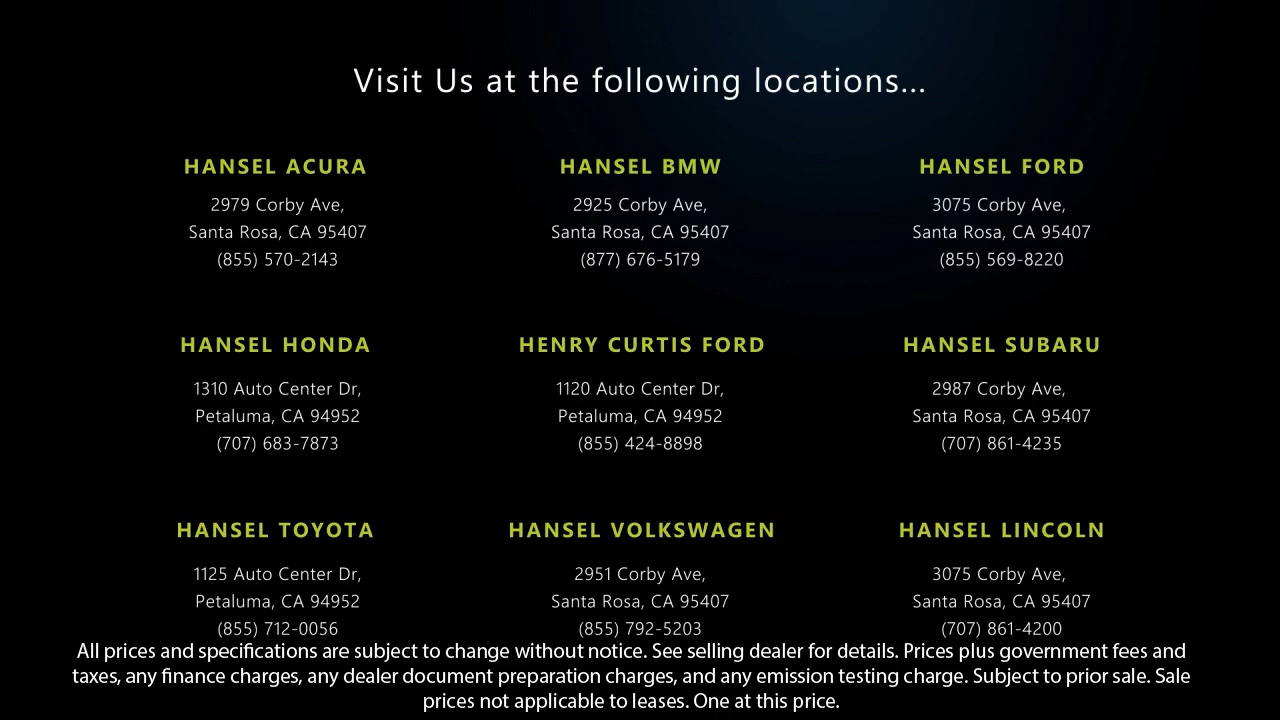 Visit Us at the following locations...
HANSEL ACURA
2979 Corby Ave,
Santa Rosa, CA 95407
(855) 570-2143
HANSEL BMW
2925 Corby Ave,
Santa Rosa, CA 95407
(877) 676-5179
HANSEL FORD
3075 Corby Ave,
Santa Rosa, CA 95407
(855) 569-8220
HANSEL HONDA
1310 Auto Center Dr,
Petaluma, CA 94952
(707) 683-7873
HENRY CURTIS FORD
1120 Auto Center Dr,
Petaluma, CA 94952
(855) 424-8898
HANSEL SUBARU
2987 Corby Ave,
Santa Rosa, CA 95407
(707) 861-4235
HANSEL TOYOTA
1125 Auto Center Dr,
Petaluma, CA 94952
(855) 712-0056
HANSEL VOLKSWAGEN
2951 Corby Ave,
Santa Rosa, CA 95407
(855) 792-5203
HANSEL LINCOLN
3075 Corby Ave,
Santa Rosa, CA 95407
(707) 861-4200
All prices and specifications are subject to change without notice. See selling dealer for details. Prices plus government fees and
taxes, any finance charges, any dealer document preparation charges, and any emission testing charge. Subject to prior sale. Sale
prices not applicable to leases. One at this price.